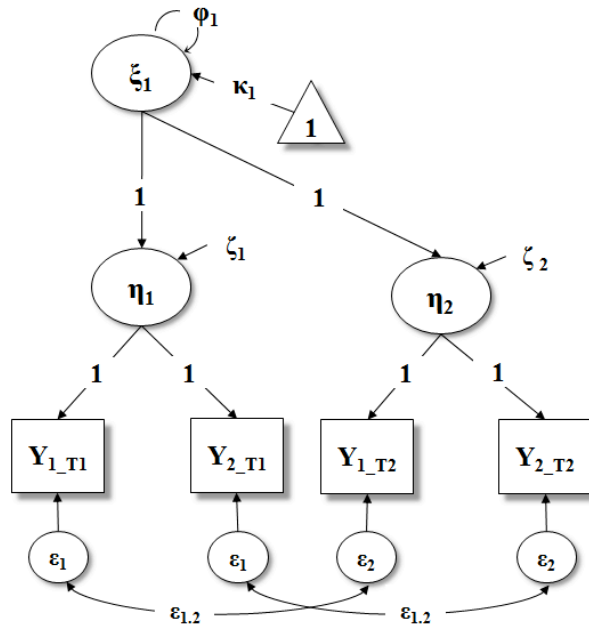 φ₁
ξ₁
κ₁
1
1
1
ζ₁
ζ ₂
η₁
η₂
1
1
1
1
Y₁_T1
Y₂_T1
Y₁_T2
Y₂_T2
ε₁
ε₁
ε₂
ε₂
ε₁.₂
ε₁.₂